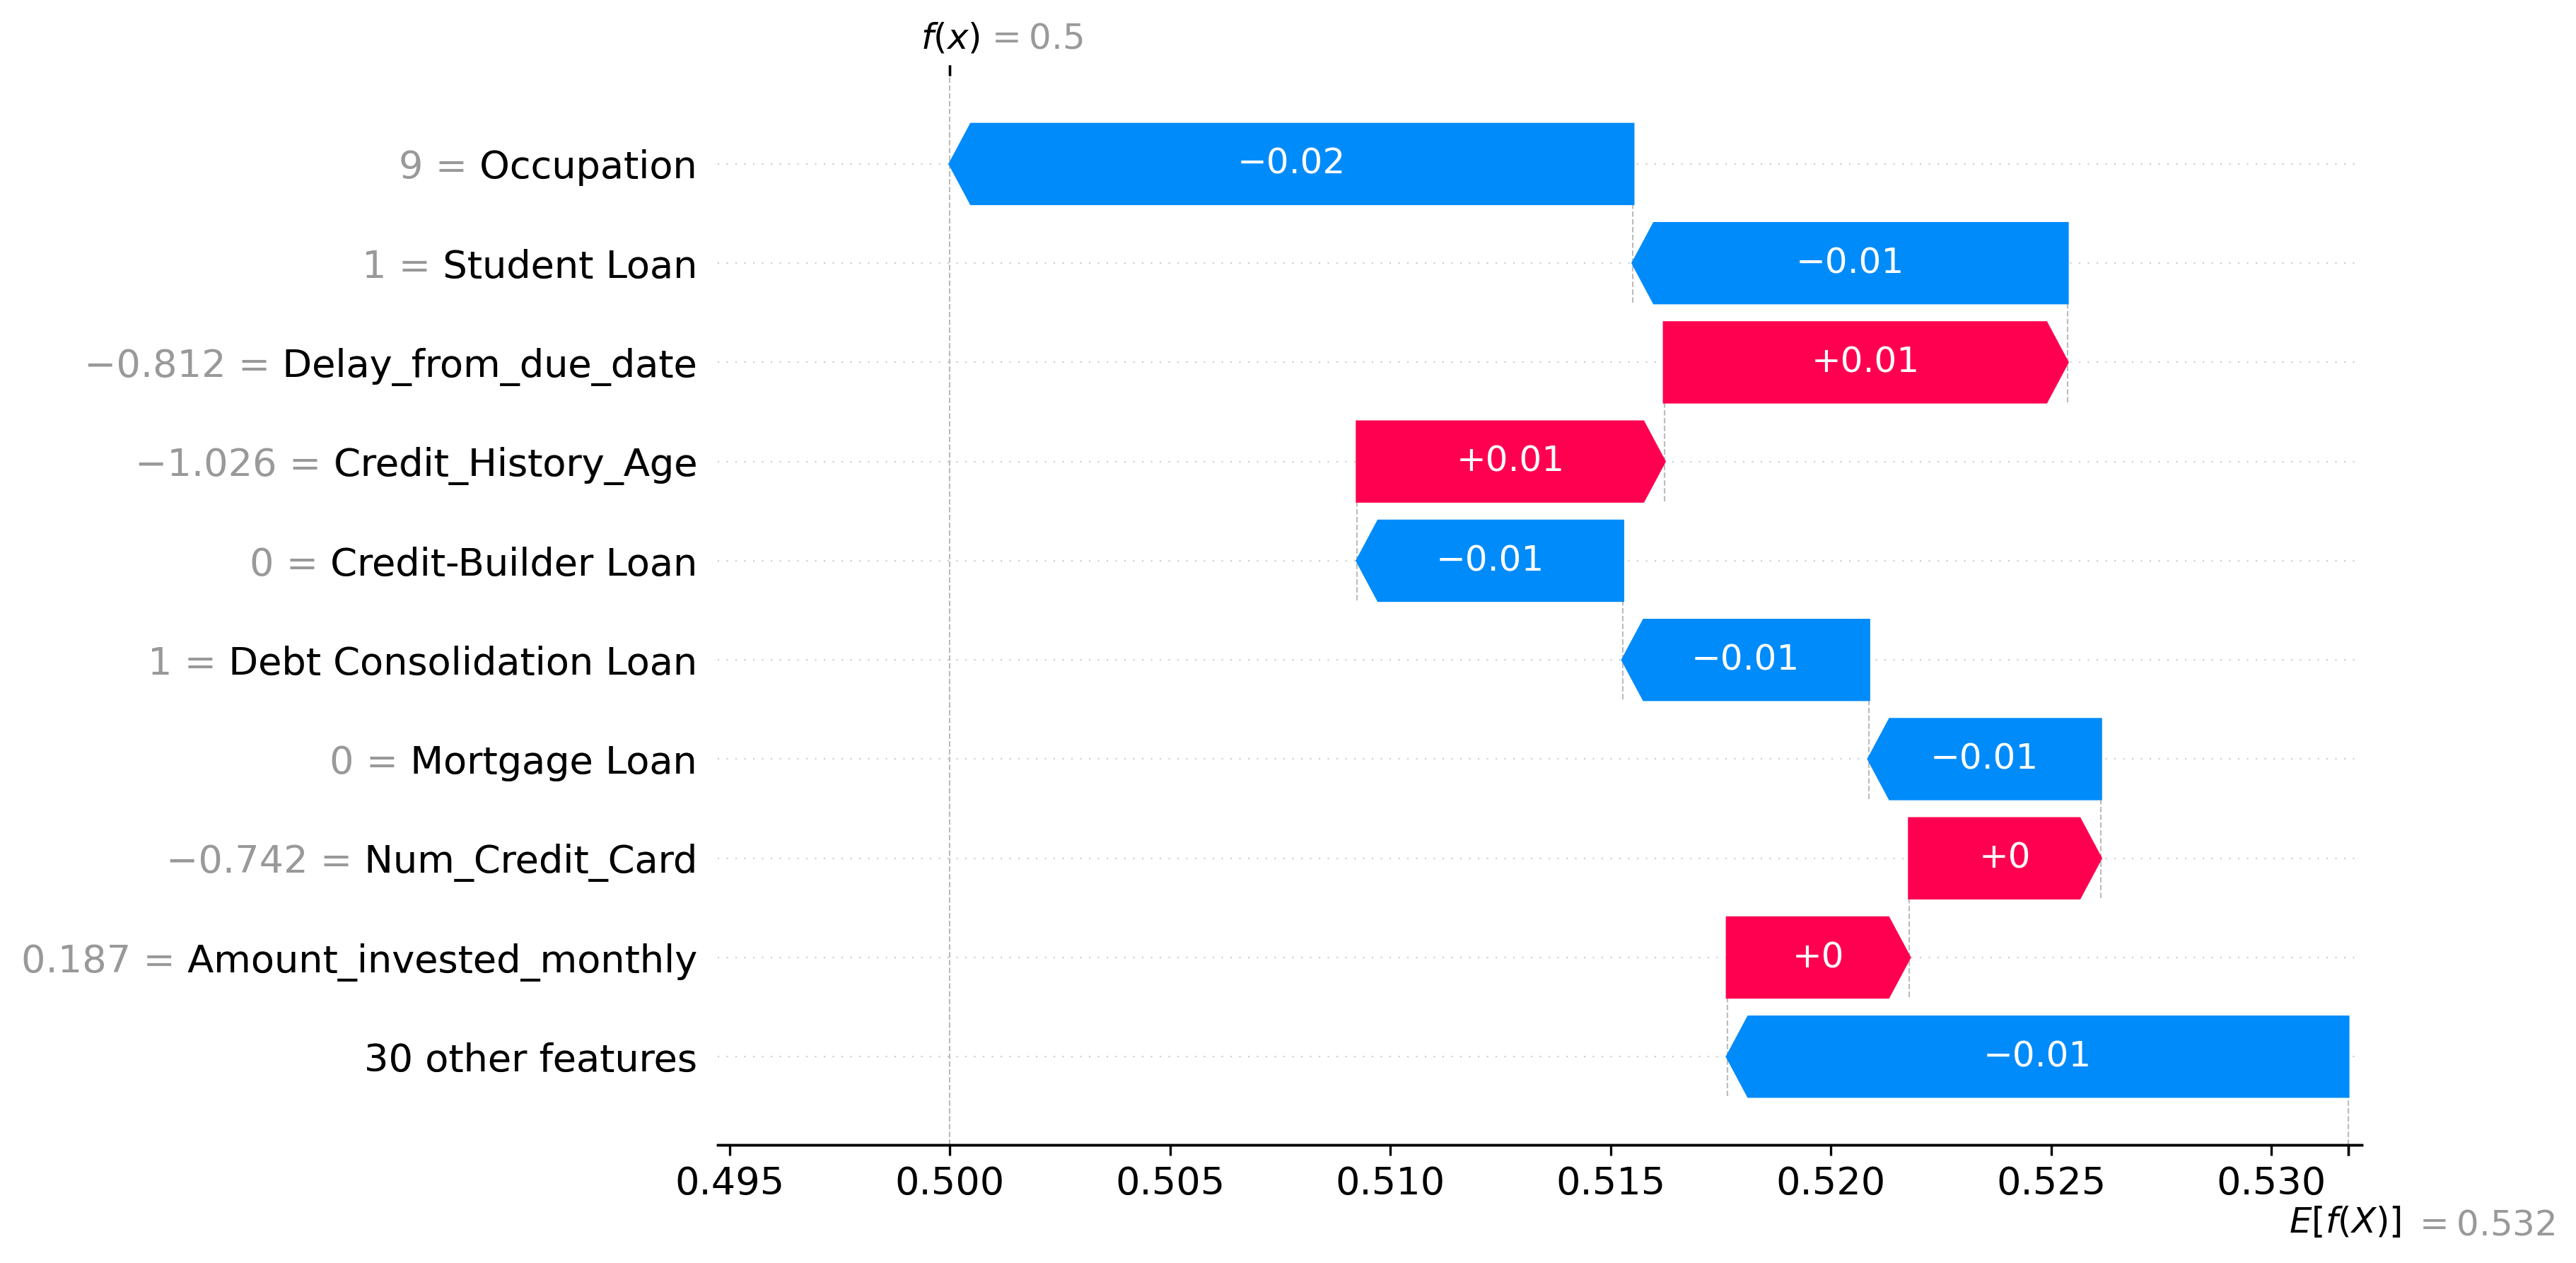 f(x) = 0.5
9 = Occupation
−0.02
1 = Student Loan
−0.01
−0.812 = Delay_from_due_date
+0.01
−1.026 = Credit_History_Age
+0.01
0 = Credit-Builder Loan
−0.01
1 = Debt Consolidation Loan
−0.01
0 = Mortgage Loan
−0.01
−0.742 = Num_Credit_Card
+0
0.187 = Amount_invested_monthly
+0
30 other features
−0.01
0.495 0.500 0.505 0.510 0.515 0.520 0.525 0.530
E[f(X)] = 0.532